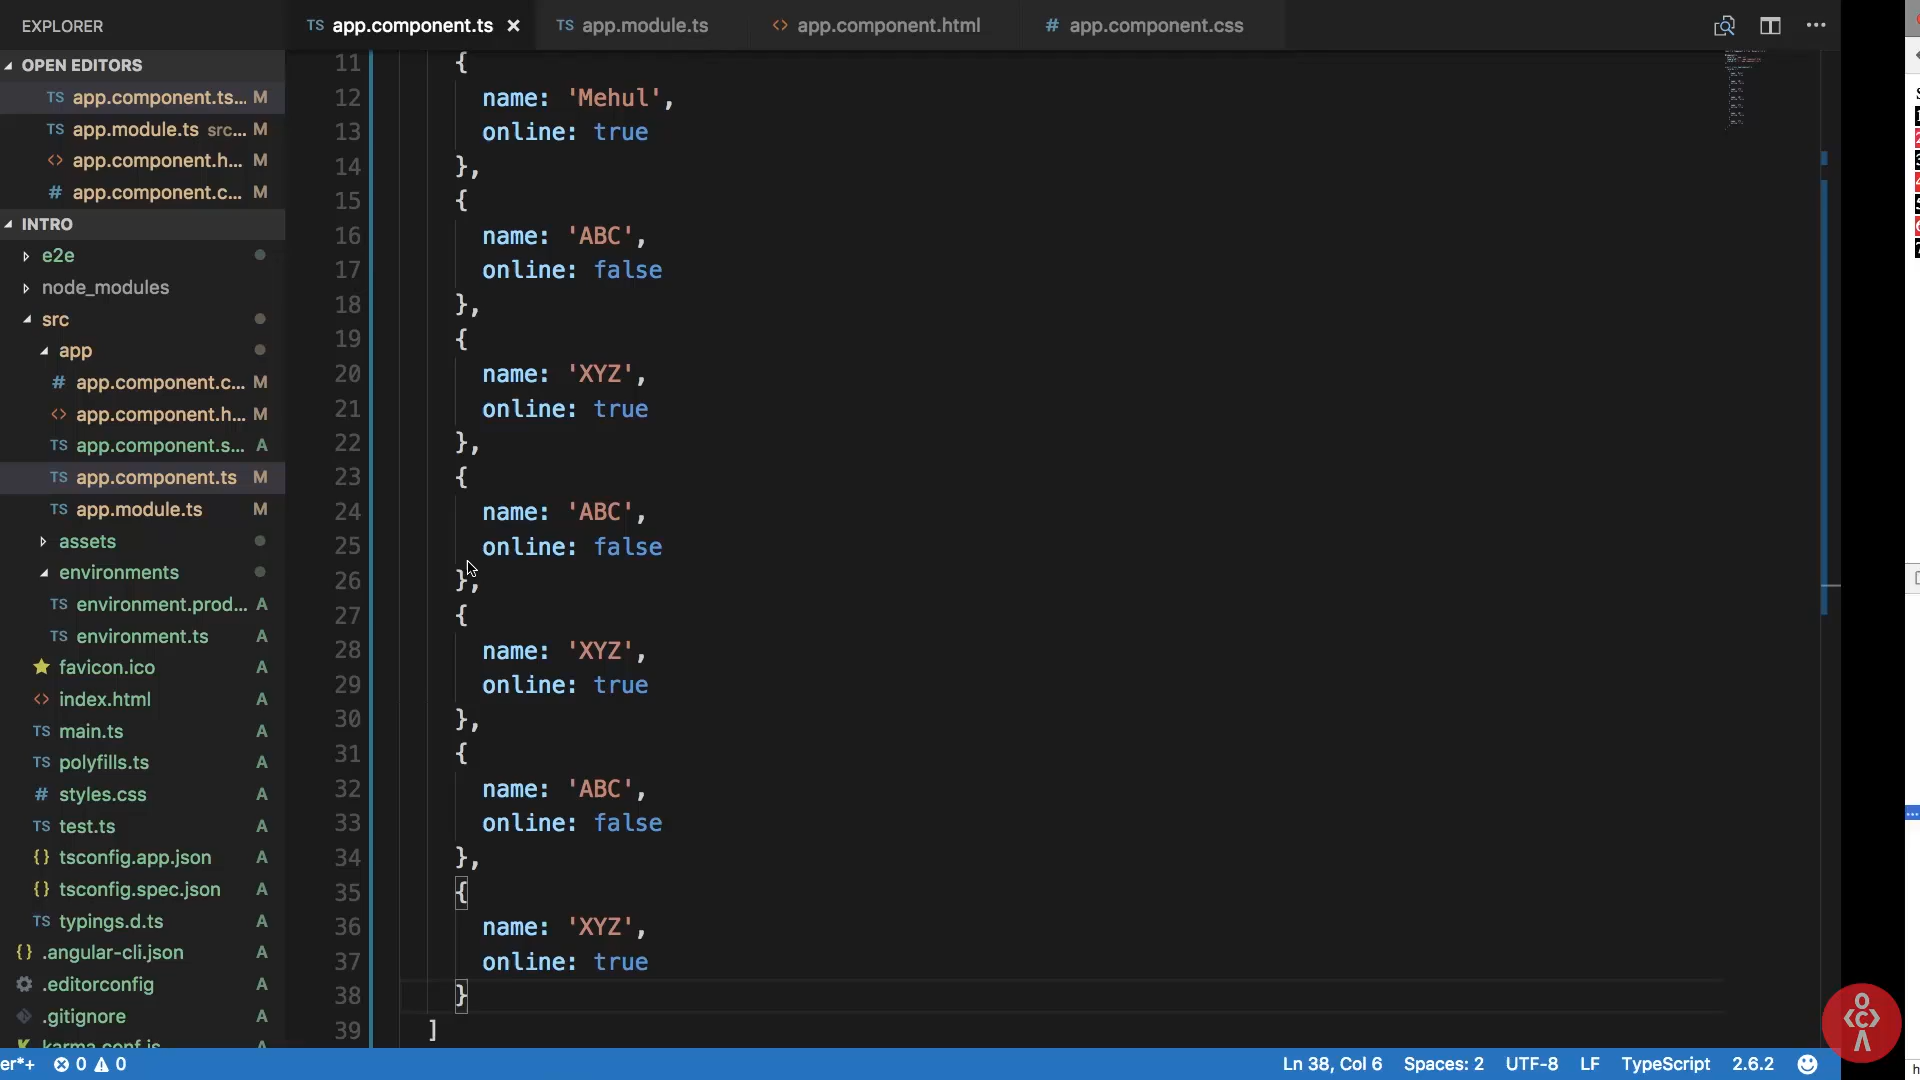 EXPLORER
TS app.component.ts ×
TS app.module.ts
<> app.component.html
# app.component.css
OPEN EDITORS
TS app.component.ts... M
TS app.module.ts src... M
<> app.component.h... M
# app.component.c... M
INTRO
e2e
node_modules
src
app
# app.component.c... M
<> app.component.h... M
TS app.component.s... A
TS app.component.ts M
TS app.module.ts M
assets
environments
TS environment.prod... A
TS environment.ts A
favicon.ico A
<> index.html A
TS main.ts A
TS polyfills.ts A
# styles.css A
TS test.ts A
{} tsconfig.app.json A
{} tsconfig.spec.json A
TS typings.d.ts A
{} .angular-cli.json A
.editorconfig A
.gitignore A
karma.conf.js A
11 {
12 name: 'Mehul',
13 online: true
14 },
15 {
16 name: 'ABC',
17 online: false
18 },
19 {
20 name: 'XYZ',
21 online: true
22 },
23 {
24 name: 'ABC',
25 online: false
26 },
27 {
28 name: 'XYZ',
29 online: true
30 },
31 {
32 name: 'ABC',
33 online: false
34 },
35 {
36 name: 'XYZ',
37 online: true
38 }
39 ]
er*+ 0 0
Ln 38, Col 6 Spaces: 2 UTF-8 LF TypeScript 2.6.2